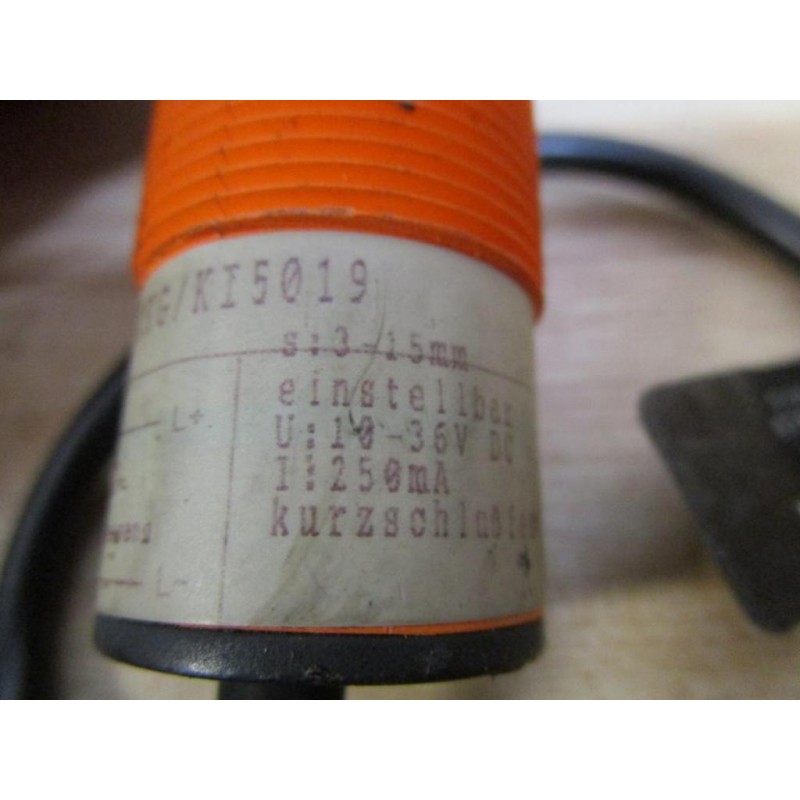 /KI5019
s:3-15mm
einstellbar
L+
U:10-36V DC
I:250mA
L-